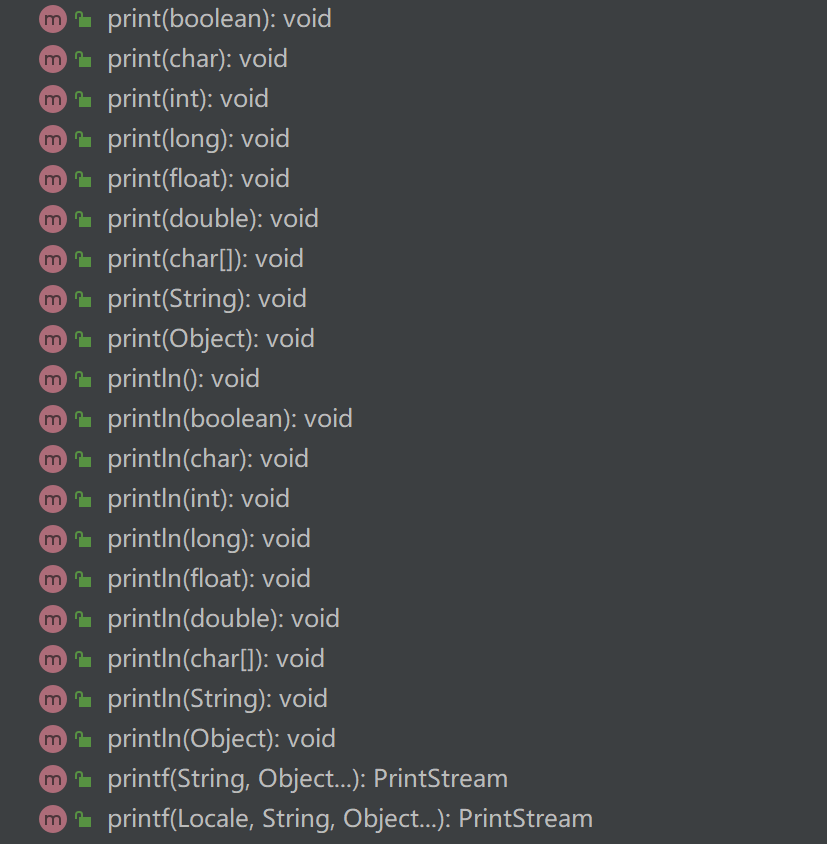 m print(boolean): void
m print(char): void
m print(int): void
m print(long): void
m print(float): void
m print(double): void
m print(char[]): void
m print(String): void
m print(Object): void
m println(): void
m println(boolean): void
m println(char): void
m println(int): void
m println(long): void
m println(float): void
m println(double): void
m println(char[]): void
m println(String): void
m println(Object): void
m printf(String, Object...): PrintStream
m printf(Locale, String, Object...): PrintStream